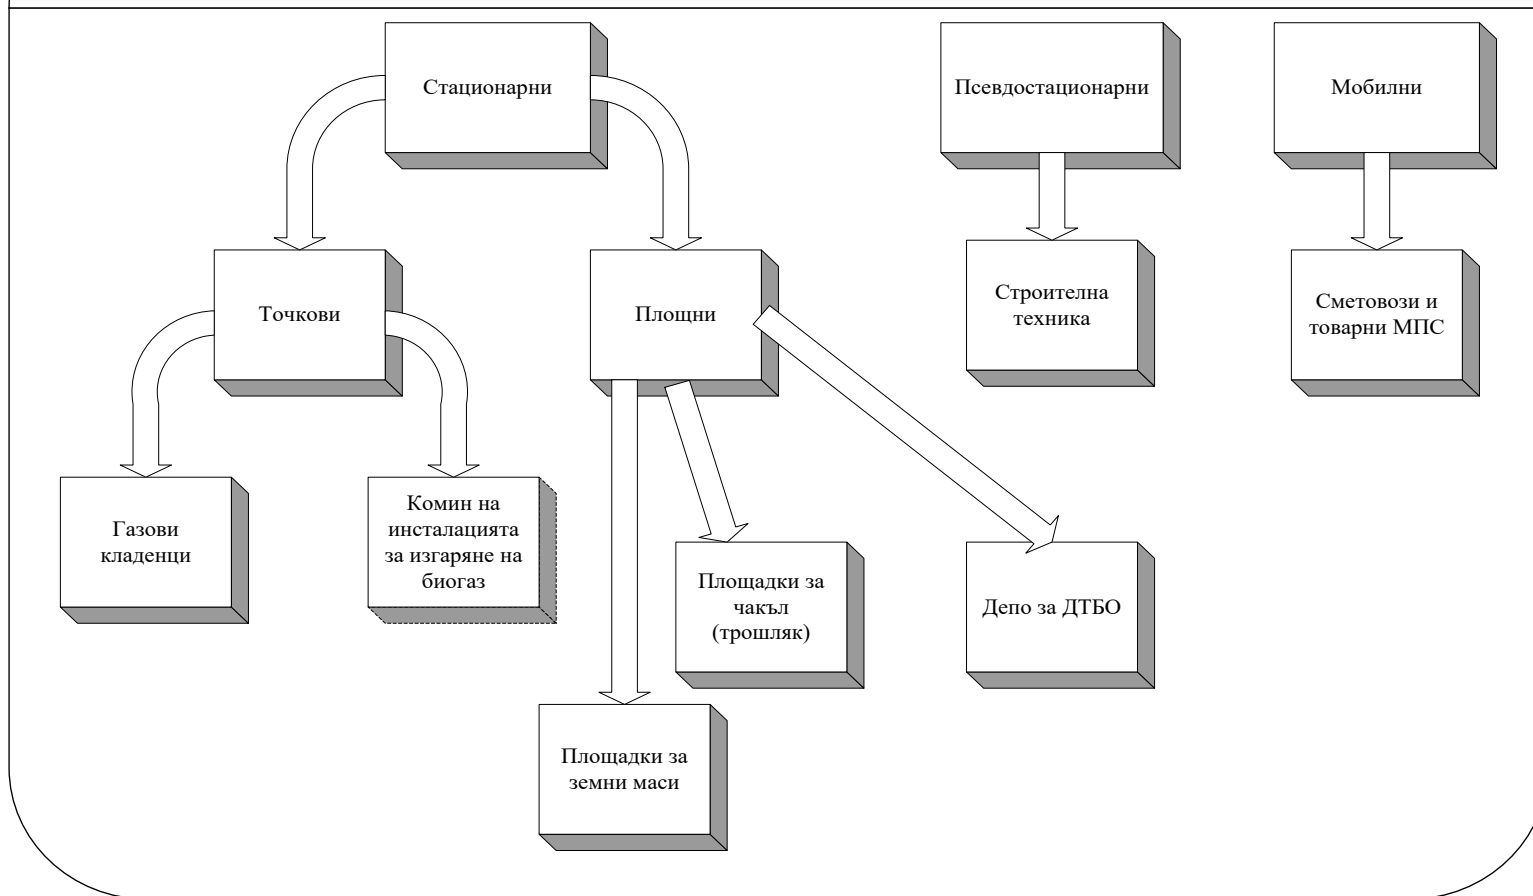 Стационарни
Псевдостационарни
Мобилни
Точкови
Площни
Строителна
техника
Сметовози и
товарни МПС
Газови
кладенци
Комин на
инсталацията
за изгаряне на
биогаз
Площадки за
чакъл
(трошляк)
Депо за ДТБО
Площадки за
земни маси